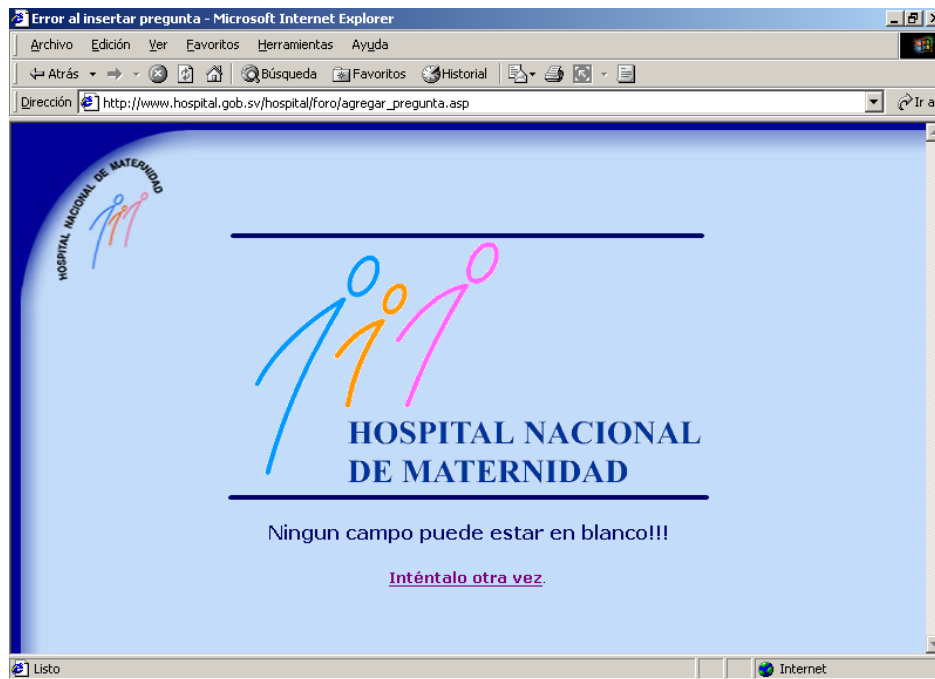 Error al insertar pregunta - Microsoft Internet Explorer
Archivo Edición Ver Favoritos Herramientas Ayuda
Atrás Búsqueda Favoritos Historial
Dirección http://www.hospital.gob.sv/hospital/foro/agregar_pregunta.asp Ir a
HOSPITAL NACIONAL DE MATERNIDAD
HOSPITAL NACIONAL
DE MATERNIDAD
Ningun campo puede estar en blanco!!!
Inténtalo otra vez.
Listo Internet